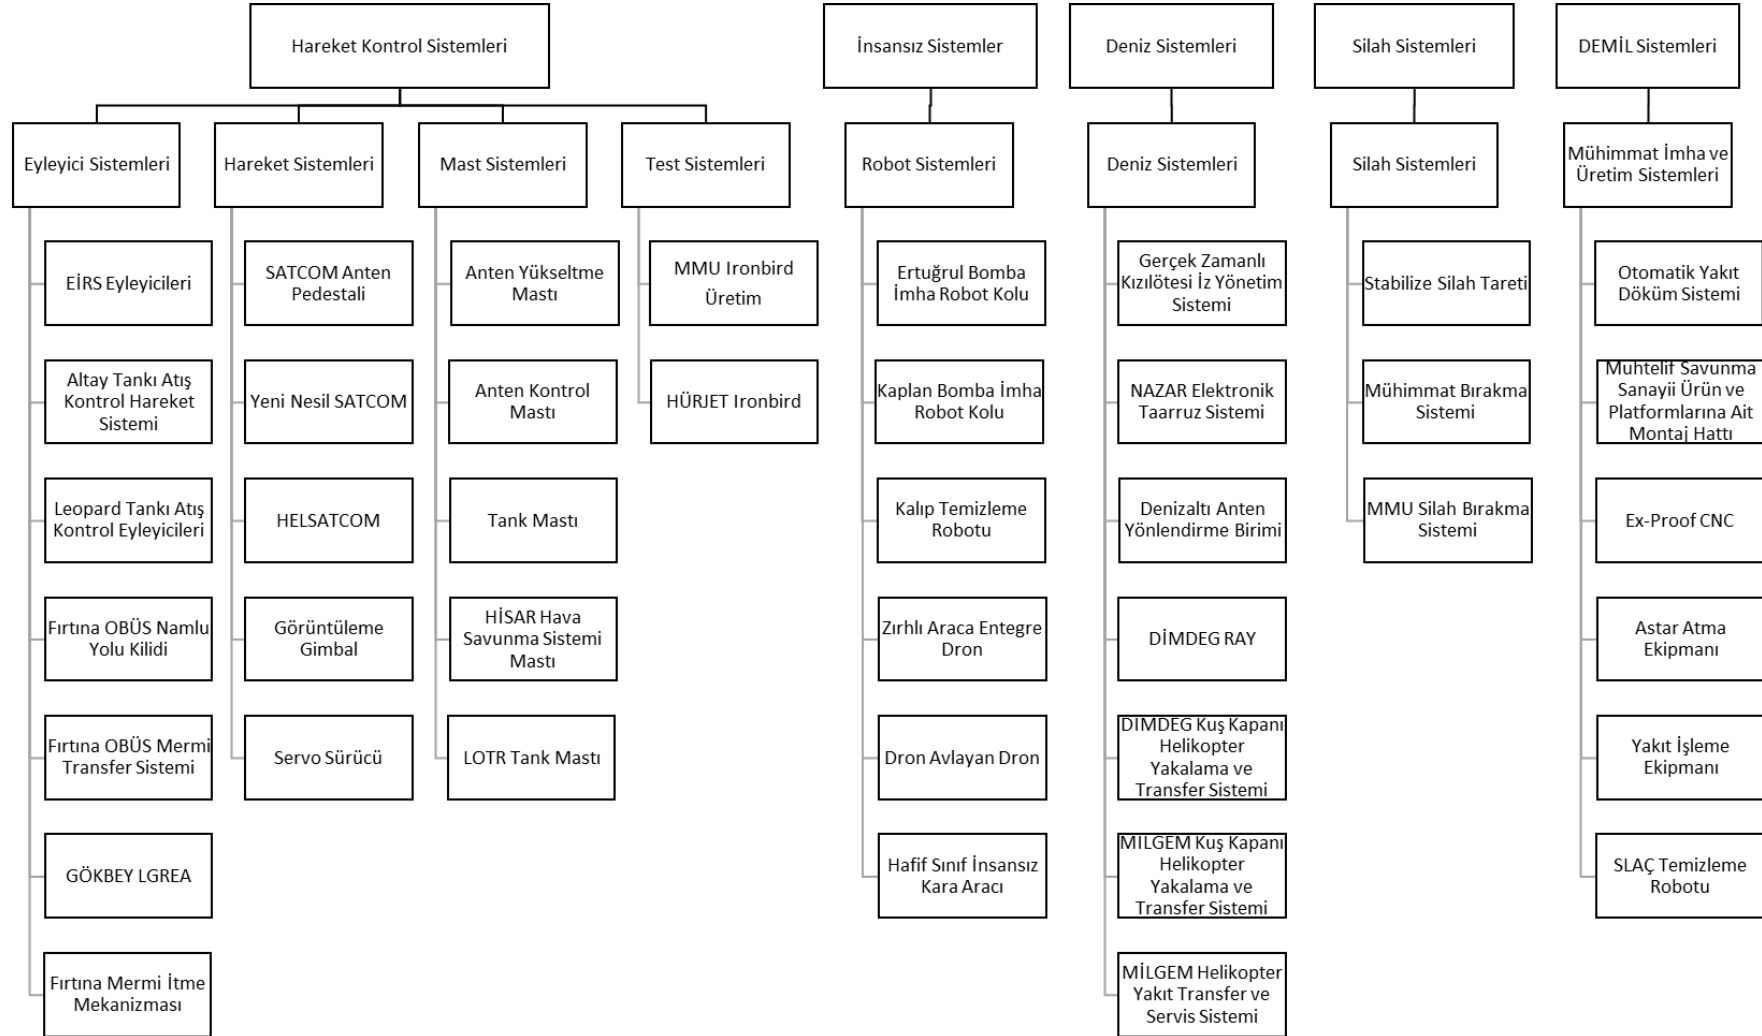 Hareket Kontrol Sistemleri
İnsansız Sistemler
Deniz Sistemleri
Silah Sistemleri
DEMİL Sistemleri
Eyleyici Sistemleri
Hareket Sistemleri
Mast Sistemleri
Test Sistemleri
Robot Sistemleri
Deniz Sistemleri
Silah Sistemleri
Mühimmat İmha ve
Üretim Sistemleri
EİRS Eyleyicileri
Altay Tankı Atış
Kontrol Hareket
Sistemi
Leopard Tankı Atış
Kontrol Eyleyicileri
Fırtına OBÜS Namlu
Yolu Kilidi
Fırtına OBÜS Mermi
Transfer Sistemi
GÖKBEY LGREA
Fırtına Mermi İtme
Mekanizması
SATCOM Anten
Pedestali
Yeni Nesil SATCOM
HELSATCOM
Görüntüleme
Gimbal
Servo Sürücü
Anten Yükseltme
Mastı
Anten Kontrol
Mastı
Tank Mastı
HİSAR Hava
Savunma Sistemi
Mastı
LOTR Tank Mastı
MMU Ironbird
Üretim
HÜRJET Ironbird
Ertuğrul Bomba
İmha Robot Kolu
Kaplan Bomba İmha
Robot Kolu
Kalıp Temizleme
Robotu
Zırhlı Araca Entegre
Dron
Dron Avlayan Dron
Hafif Sınıf İnsansız
Kara Aracı
Gerçek Zamanlı
Kızılötesi İz Yönetim
Sistemi
NAZAR Elektronik
Taarruz Sistemi
Denizaltı Anten
Yönlendirme Birimi
DİMDEG RAY
DİMDEG Kuş Kapanı
Helikopter
Yakalama ve
Transfer Sistemi
MİLGEM Kuş Kapanı
Helikopter
Yakalama ve
Transfer Sistemi
MİLGEM Helikopter
Yakıt Transfer ve
Servis Sistemi
Stabilize Silah Tareti
Mühimmat Bırakma
Sistemi
MMU Silah Bırakma
Sistemi
Otomatik Yakıt
Döküm Sistemi
Muhtelif Savunma
Sanayii Ürün ve
Platformlarına Ait
Montaj Hattı
Ex-Proof CNC
Astar Atma
Ekipmanı
Yakıt İşleme
Ekipmanı
SLAÇ Temizleme
Robotu